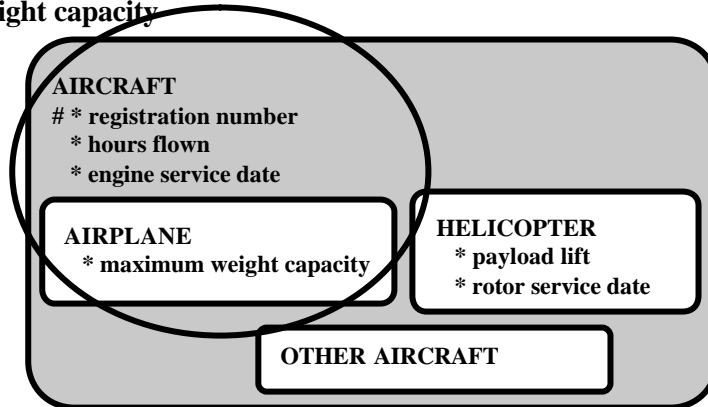 capacity
AIRCRAFT
# * registration number
* hours flown
* engine service date
AIRPLANE
* maximum weight capacity
HELICOPTER
* payload lift
* rotor service date
OTHER AIRCRAFT